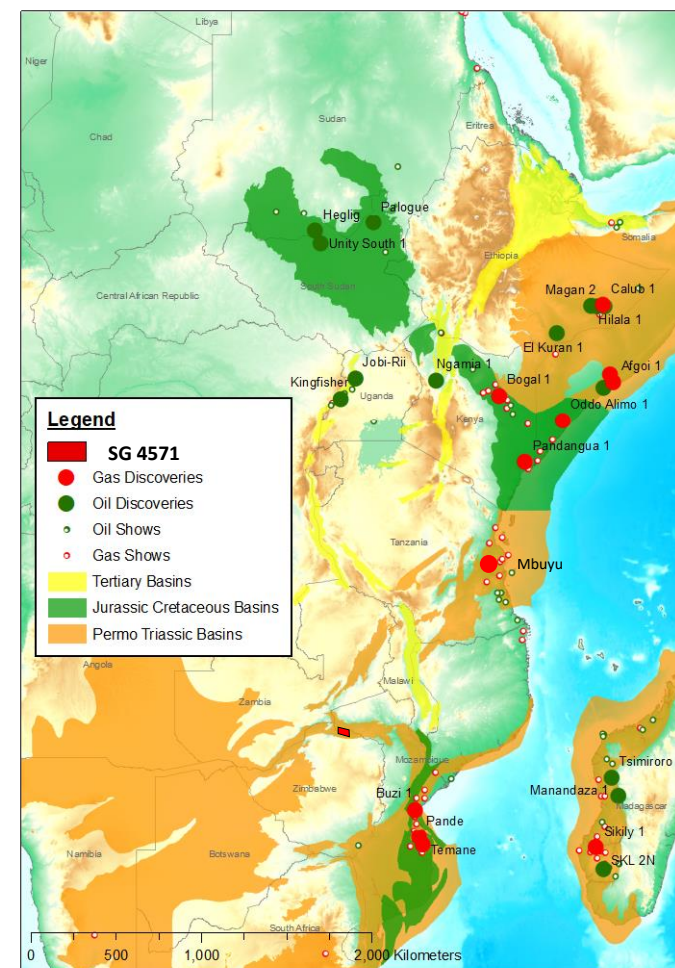 Libya
Niger
Chad
Sudan
Eritrea
Heglig
Palogue
Unity South 1
Ethiopia
Somalia
South Sudan
Central African Republic
Magan 2
Calub 1
Hilala 1
El Kuran 1
Jobi-Rii
Ngamia 1
Afgoi 1
Kingfisher
Uganda
Bogal 1
Oddo Alimo 1
Kenya
Pandangua 1
Legend
SG 4571
Gas Discoveries
Oil Discoveries
Oil Shows
Gas Shows
Tertiary Basins
Jurassic Cretaceous Basins
Permo Triassic Basins
Tanzania
Mbuyu
Angola
Zambia
Malawi
Mozambique
Zimbabwe
Buzi 1
Pande
Temane
Tsimiroro
Manandaza 1
Madagascar
Sikily 1
SKL 2N
Namibia
Botswana
South Africa
0 500 1,000 2,000 Kilometers